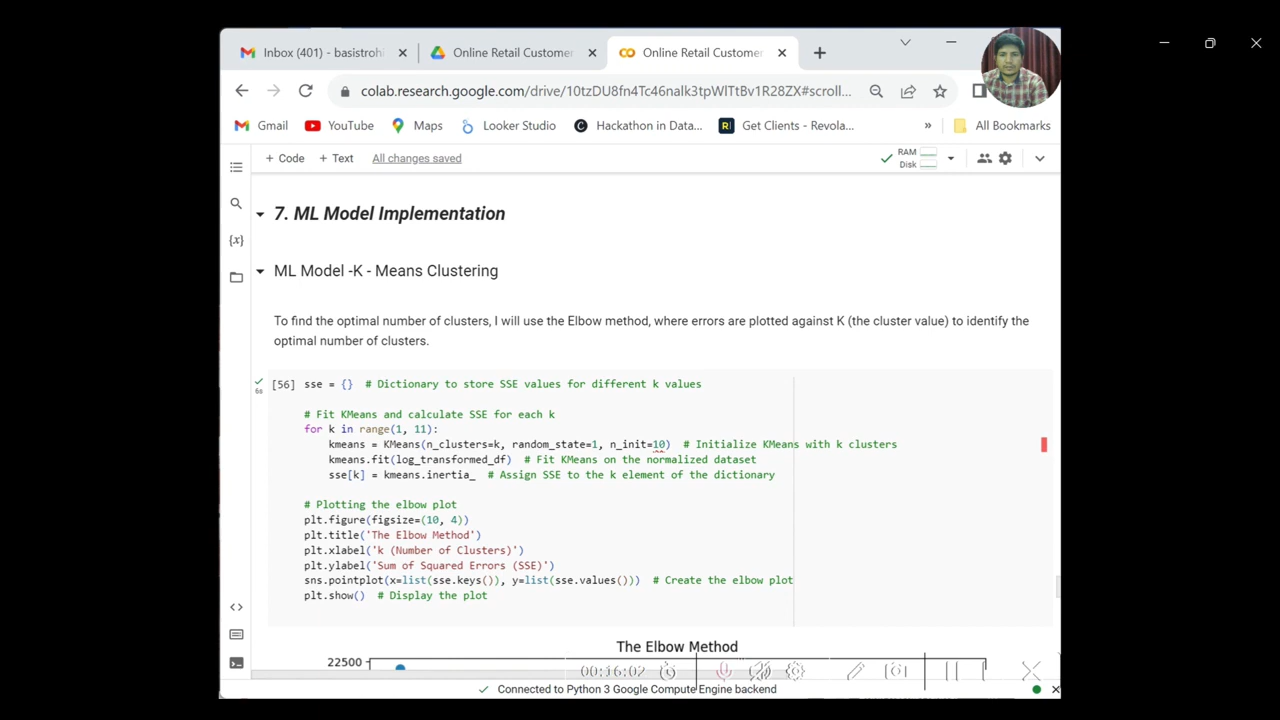 Inbox (401) - basistrohi
Online Retail Customer
Online Retail Customer
colab.research.google.com/drive/10tzDU8fn4Tc46nalk3tpWlTtBv1R28ZX#scroll...
Gmail
YouTube
Maps
Looker Studio
Hackathon in Data...
Get Clients - Revola...
»
All Bookmarks
+ Code
+ Text
All changes saved
RAM
Disk
7. ML Model Implementation
ML Model -K - Means Clustering
To find the optimal number of clusters, I will use the Elbow method, where errors are plotted against K (the cluster value) to identify the
optimal number of clusters.
6s
[56] sse = {}  # Dictionary to store SSE values for different k values
# Fit KMeans and calculate SSE for each k
for k in range(1, 11):
kmeans = KMeans(n_clusters=k, random_state=1, n_init=10)  # Initialize KMeans with k clusters
kmeans.fit(log_transformed_df)  # Fit KMeans on the normalized dataset
sse[k] = kmeans.inertia_  # Assign SSE to the k element of the dictionary
# Plotting the elbow plot
plt.figure(figsize=(10, 4))
plt.title('The Elbow Method')
plt.xlabel('k (Number of Clusters)')
plt.ylabel('Sum of Squared Errors (SSE)')
sns.pointplot(x=list(sse.keys()), y=list(sse.values()))  # Create the elbow plot
plt.show()  # Display the plot
The Elbow Method
22500
00:16:02
Connected to Python 3 Google Compute Engine backend